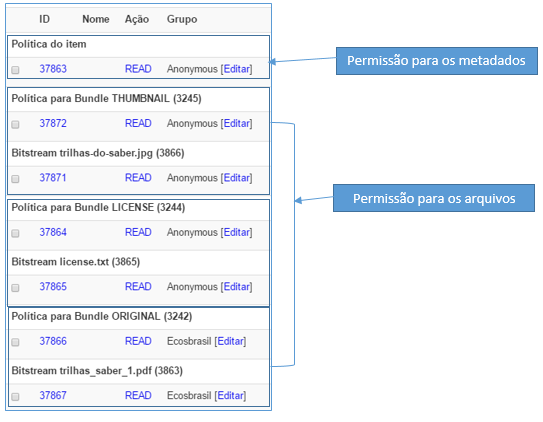 ID Nome Ação Grupo
Política do item
37863 READ Anonymous [Editar]
Permissão para os metadados
Política para Bundle THUMBNAIL (3245)
37872 READ Anonymous [Editar]
Bitstream trilhas-do-saber.jpg (3866)
37871 READ Anonymous [Editar]
Permissão para os arquivos
Política para Bundle LICENSE (3244)
37864 READ Anonymous [Editar]
Bitstream license.txt (3865)
37865 READ Anonymous [Editar]
Política para Bundle ORIGINAL (3242)
37866 READ Ecosbrasil [Editar]
Bitstream trilhas_saber_1.pdf (3863)
37867 READ Ecosbrasil [Editar]